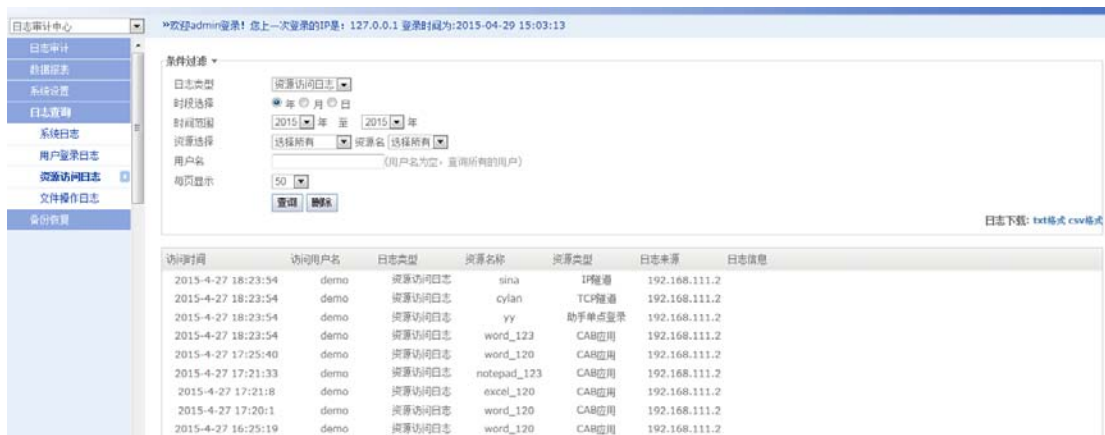 日志审计中心
»欢迎admin登录！您上一次登录的IP是：127.0.0.1 登录时间为:2015-04-29 15:03:13
日志审计
数据报表
系统设置
日志查询
系统日志
用户登录日志
资源访问日志
文件操作日志
备份恢复
条件过滤
日志类型 资源访问日志
时段选择 年 月 日
时间范围 2015 年 至 2015 年
资源选择 选择所有 资源名 选择所有
用户名 (用户名为空，查询所有的用户)
每页显示 50
查询 删除
日志下载: txt格式 csv格式
访问时间 访问用户名 日志类型 资源名称 资源类型 日志来源 日志信息
2015-4-27 18:23:54 demo 资源访问日志 sina IP隧道 192.168.111.2
2015-4-27 18:23:54 demo 资源访问日志 cylan TCP隧道 192.168.111.2
2015-4-27 18:23:54 demo 资源访问日志 yy 助手单点登录 192.168.111.2
2015-4-27 18:23:54 demo 资源访问日志 word_123 CAB应用 192.168.111.2
2015-4-27 17:25:40 demo 资源访问日志 word_120 CAB应用 192.168.111.2
2015-4-27 17:21:33 demo 资源访问日志 notepad_123 CAB应用 192.168.111.2
2015-4-27 17:21:8 demo 资源访问日志 excel_120 CAB应用 192.168.111.2
2015-4-27 17:20:1 demo 资源访问日志 word_120 CAB应用 192.168.111.2
2015-4-27 16:25:19 demo 资源访问日志 word_120 CAB应用 192.168.111.2